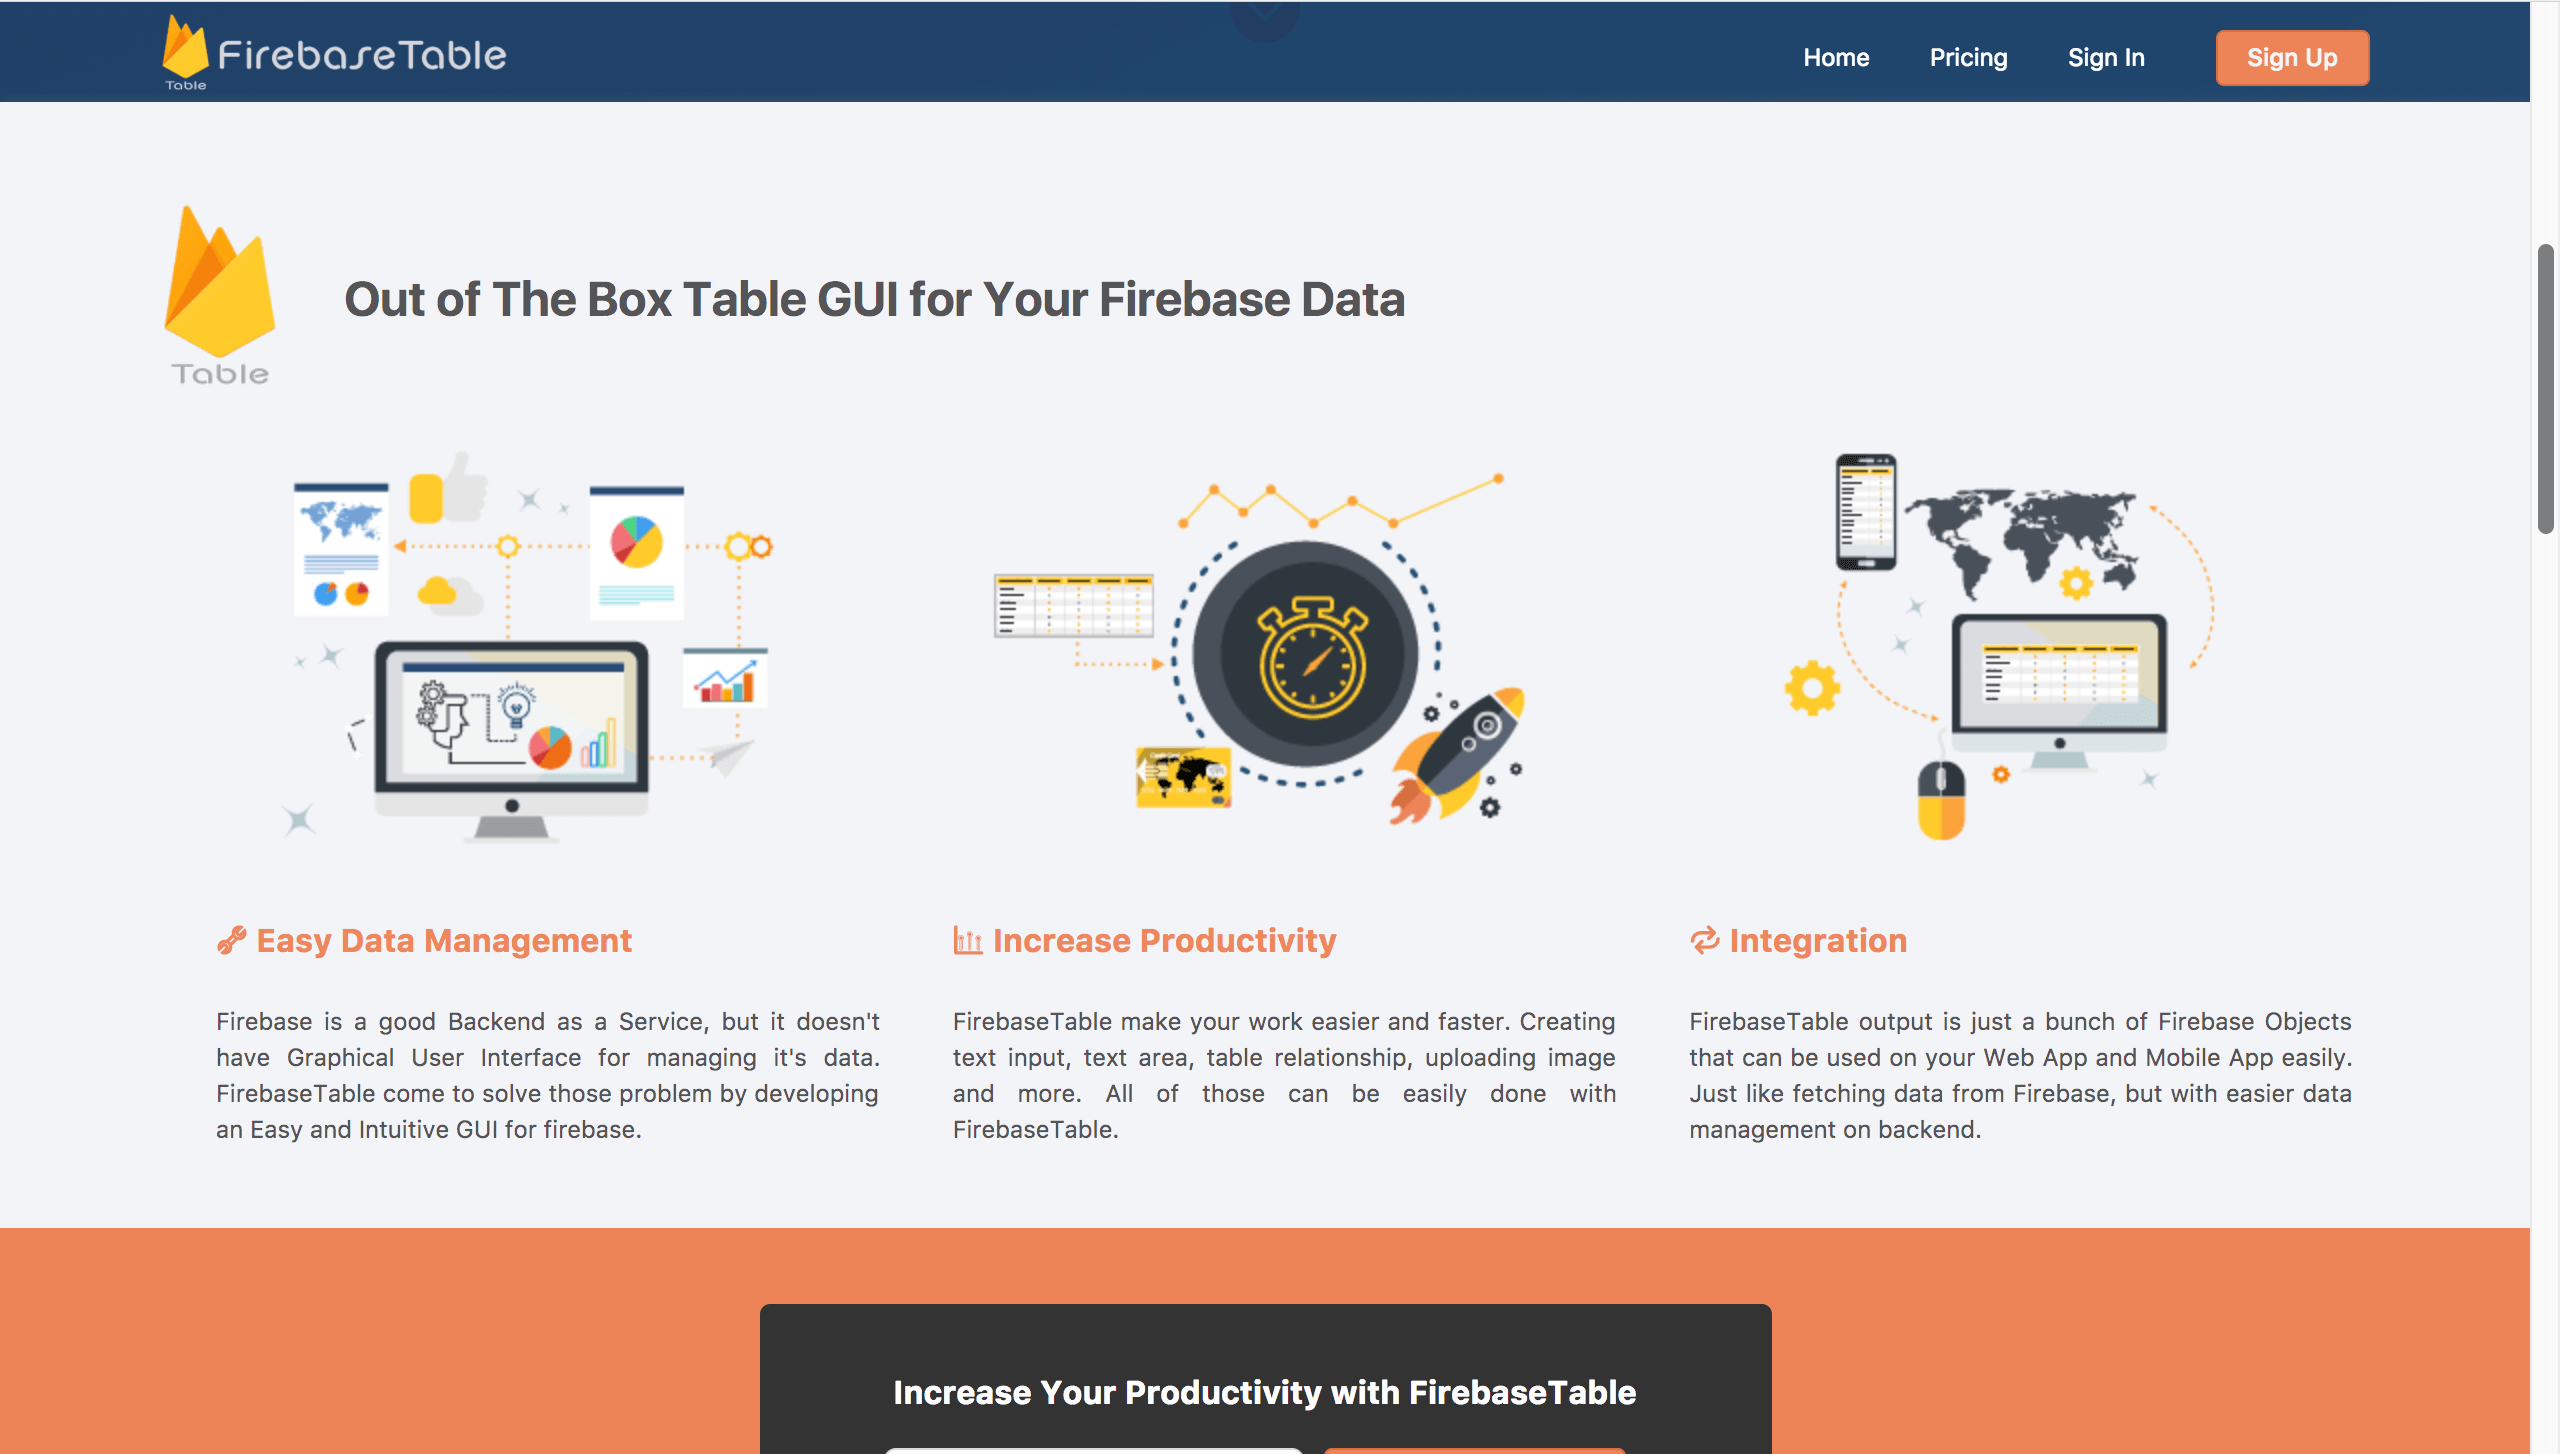 FirebaseTable
Table
Home
Pricing
Sign In
Sign Up
Table
Out of The Box Table GUI for Your Firebase Data
Easy Data Management
Firebase is a good Backend as a Service, but it doesn't
have Graphical User Interface for managing it's data.
FirebaseTable come to solve those problem by developing
an Easy and Intuitive GUI for firebase.
Increase Productivity
FirebaseTable make your work easier and faster. Creating
text input, text area, table relationship, uploading image
and more. All of those can be easily done with
FirebaseTable.
Integration
FirebaseTable output is just a bunch of Firebase Objects
that can be used on your Web App and Mobile App easily.
Just like fetching data from Firebase, but with easier data
management on backend.
Increase Your Productivity with FirebaseTable